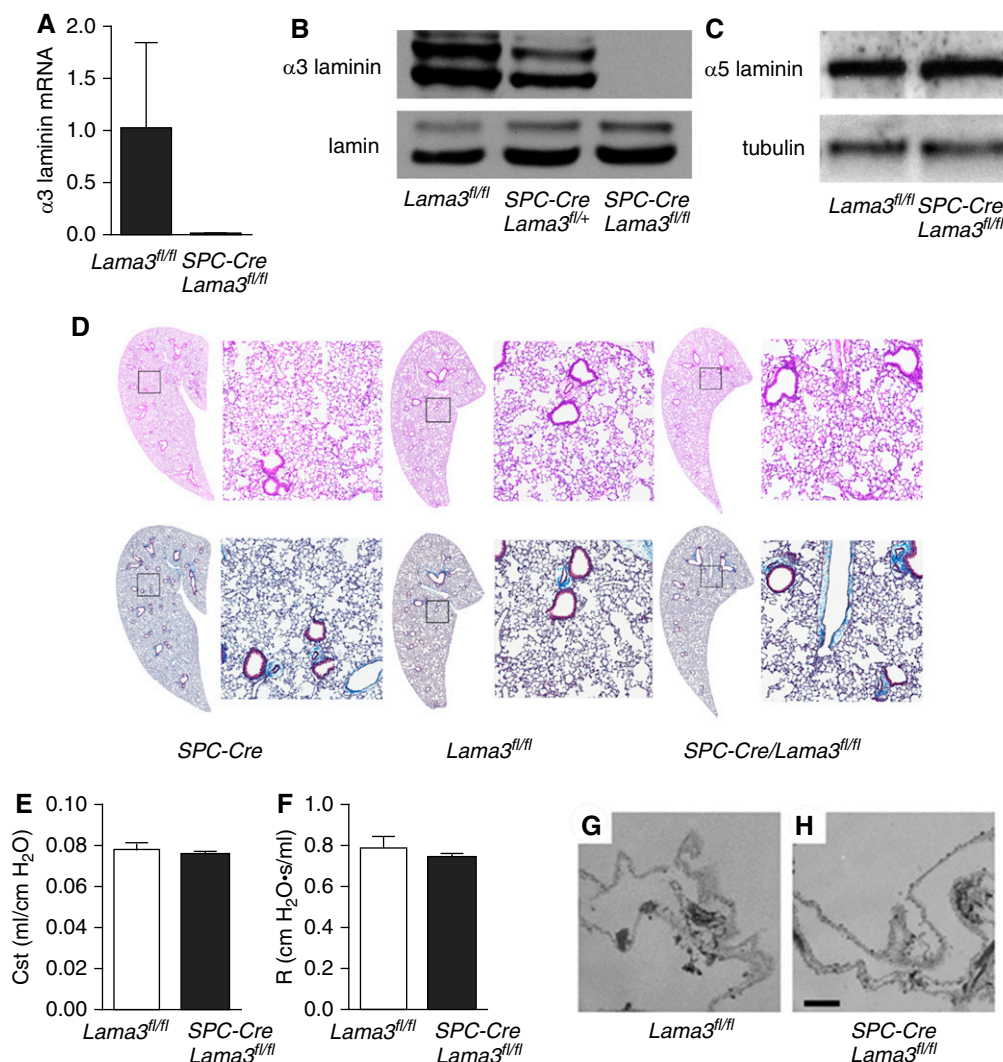 A
α3 laminin mRNA
2.0
1.5
1.0
0.5
0.0
Lama3fl/fl
SPC-Cre
Lama3fl/fl
B
α3 laminin
lamin
Lama3fl/fl
SPC-Cre
Lama3fl/+
SPC-Cre
Lama3fl/fl
C
α5 laminin
tubulin
Lama3fl/fl
SPC-Cre
Lama3fl/fl
D
SPC-Cre
Lama3fl/fl
SPC-Cre/Lama3fl/fl
E
Cst (ml/cm H2O)
0.10
0.08
0.06
0.04
0.02
0.00
Lama3fl/fl
SPC-Cre
Lama3fl/fl
F
R (cm H2O•s/ml)
1.0
0.8
0.6
0.4
0.2
0.0
Lama3fl/fl
SPC-Cre
Lama3fl/fl
G
Lama3fl/fl
H
SPC-Cre
Lama3fl/fl